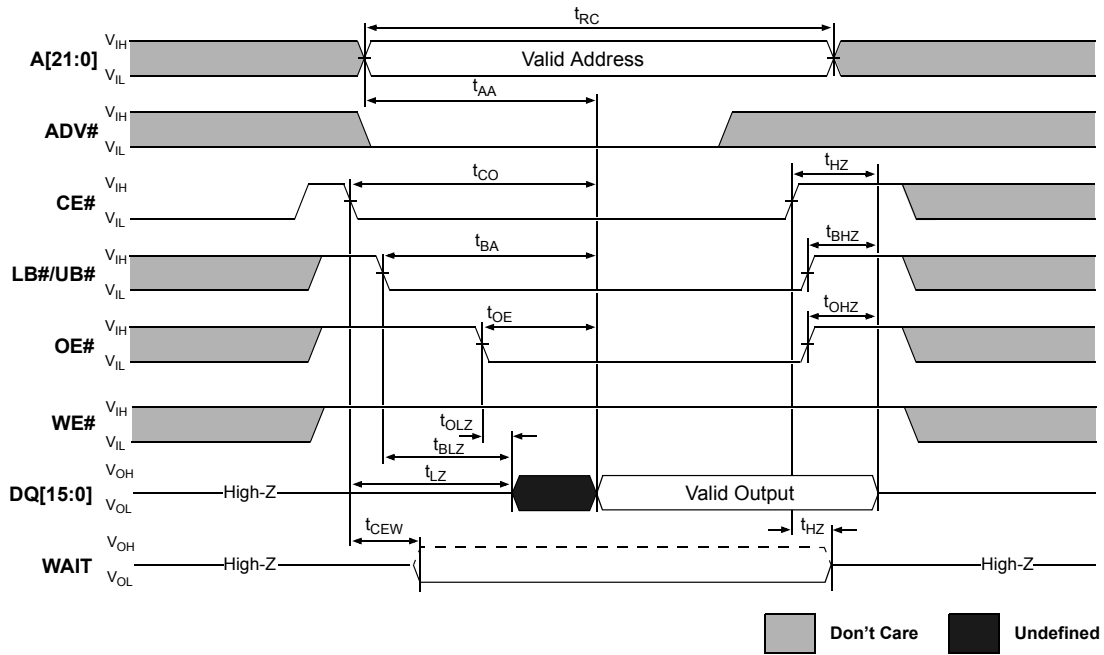 tRC
VIH
A[21:0]
Valid Address
VIL
tAA
VIH
ADV#
VIL
tCO
tHZ
VIH
CE#
VIL
tBA
tBHZ
VIH
LB#/UB#
VIL
tOE
tOHZ
VIH
OE#
VIL
VIH
WE#
VIL
tOLZ
tBLZ
VOH
tLZ
DQ[15:0]
High-Z
Valid Output
VOL
tHZ
tCEW
VOH
WAIT
High-Z
High-Z
VOL
Don't Care
Undefined